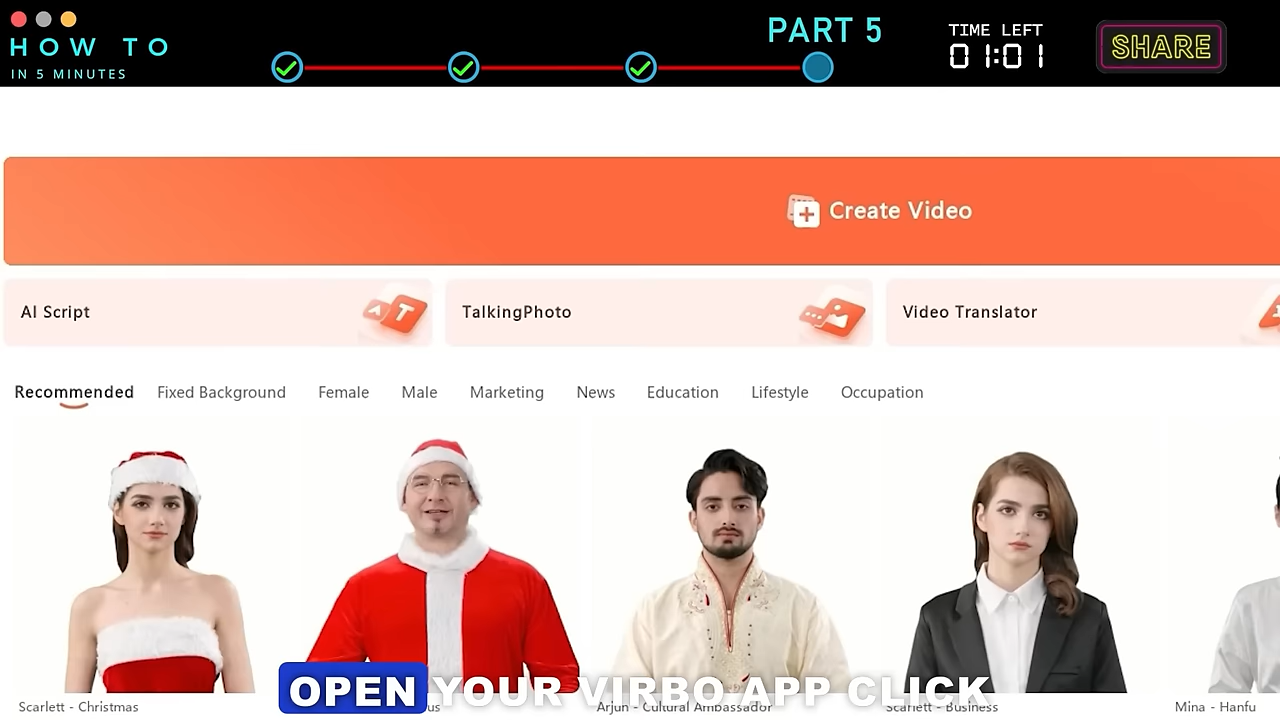 HOW TO
IN 5 MINUTES
PART 5
TIME LEFT
01:01
SHARE
Create Video
AI Script
TalkingPhoto
Video Translator
Recommended Fixed Background Female Male Marketing News Education Lifestyle Occupation
OPEN YOUR VIRBO APP CLICK
Scarlett - Christmas
Arjun - Cultural Ambassador
Scarlett - Business
Mina - Hanfu